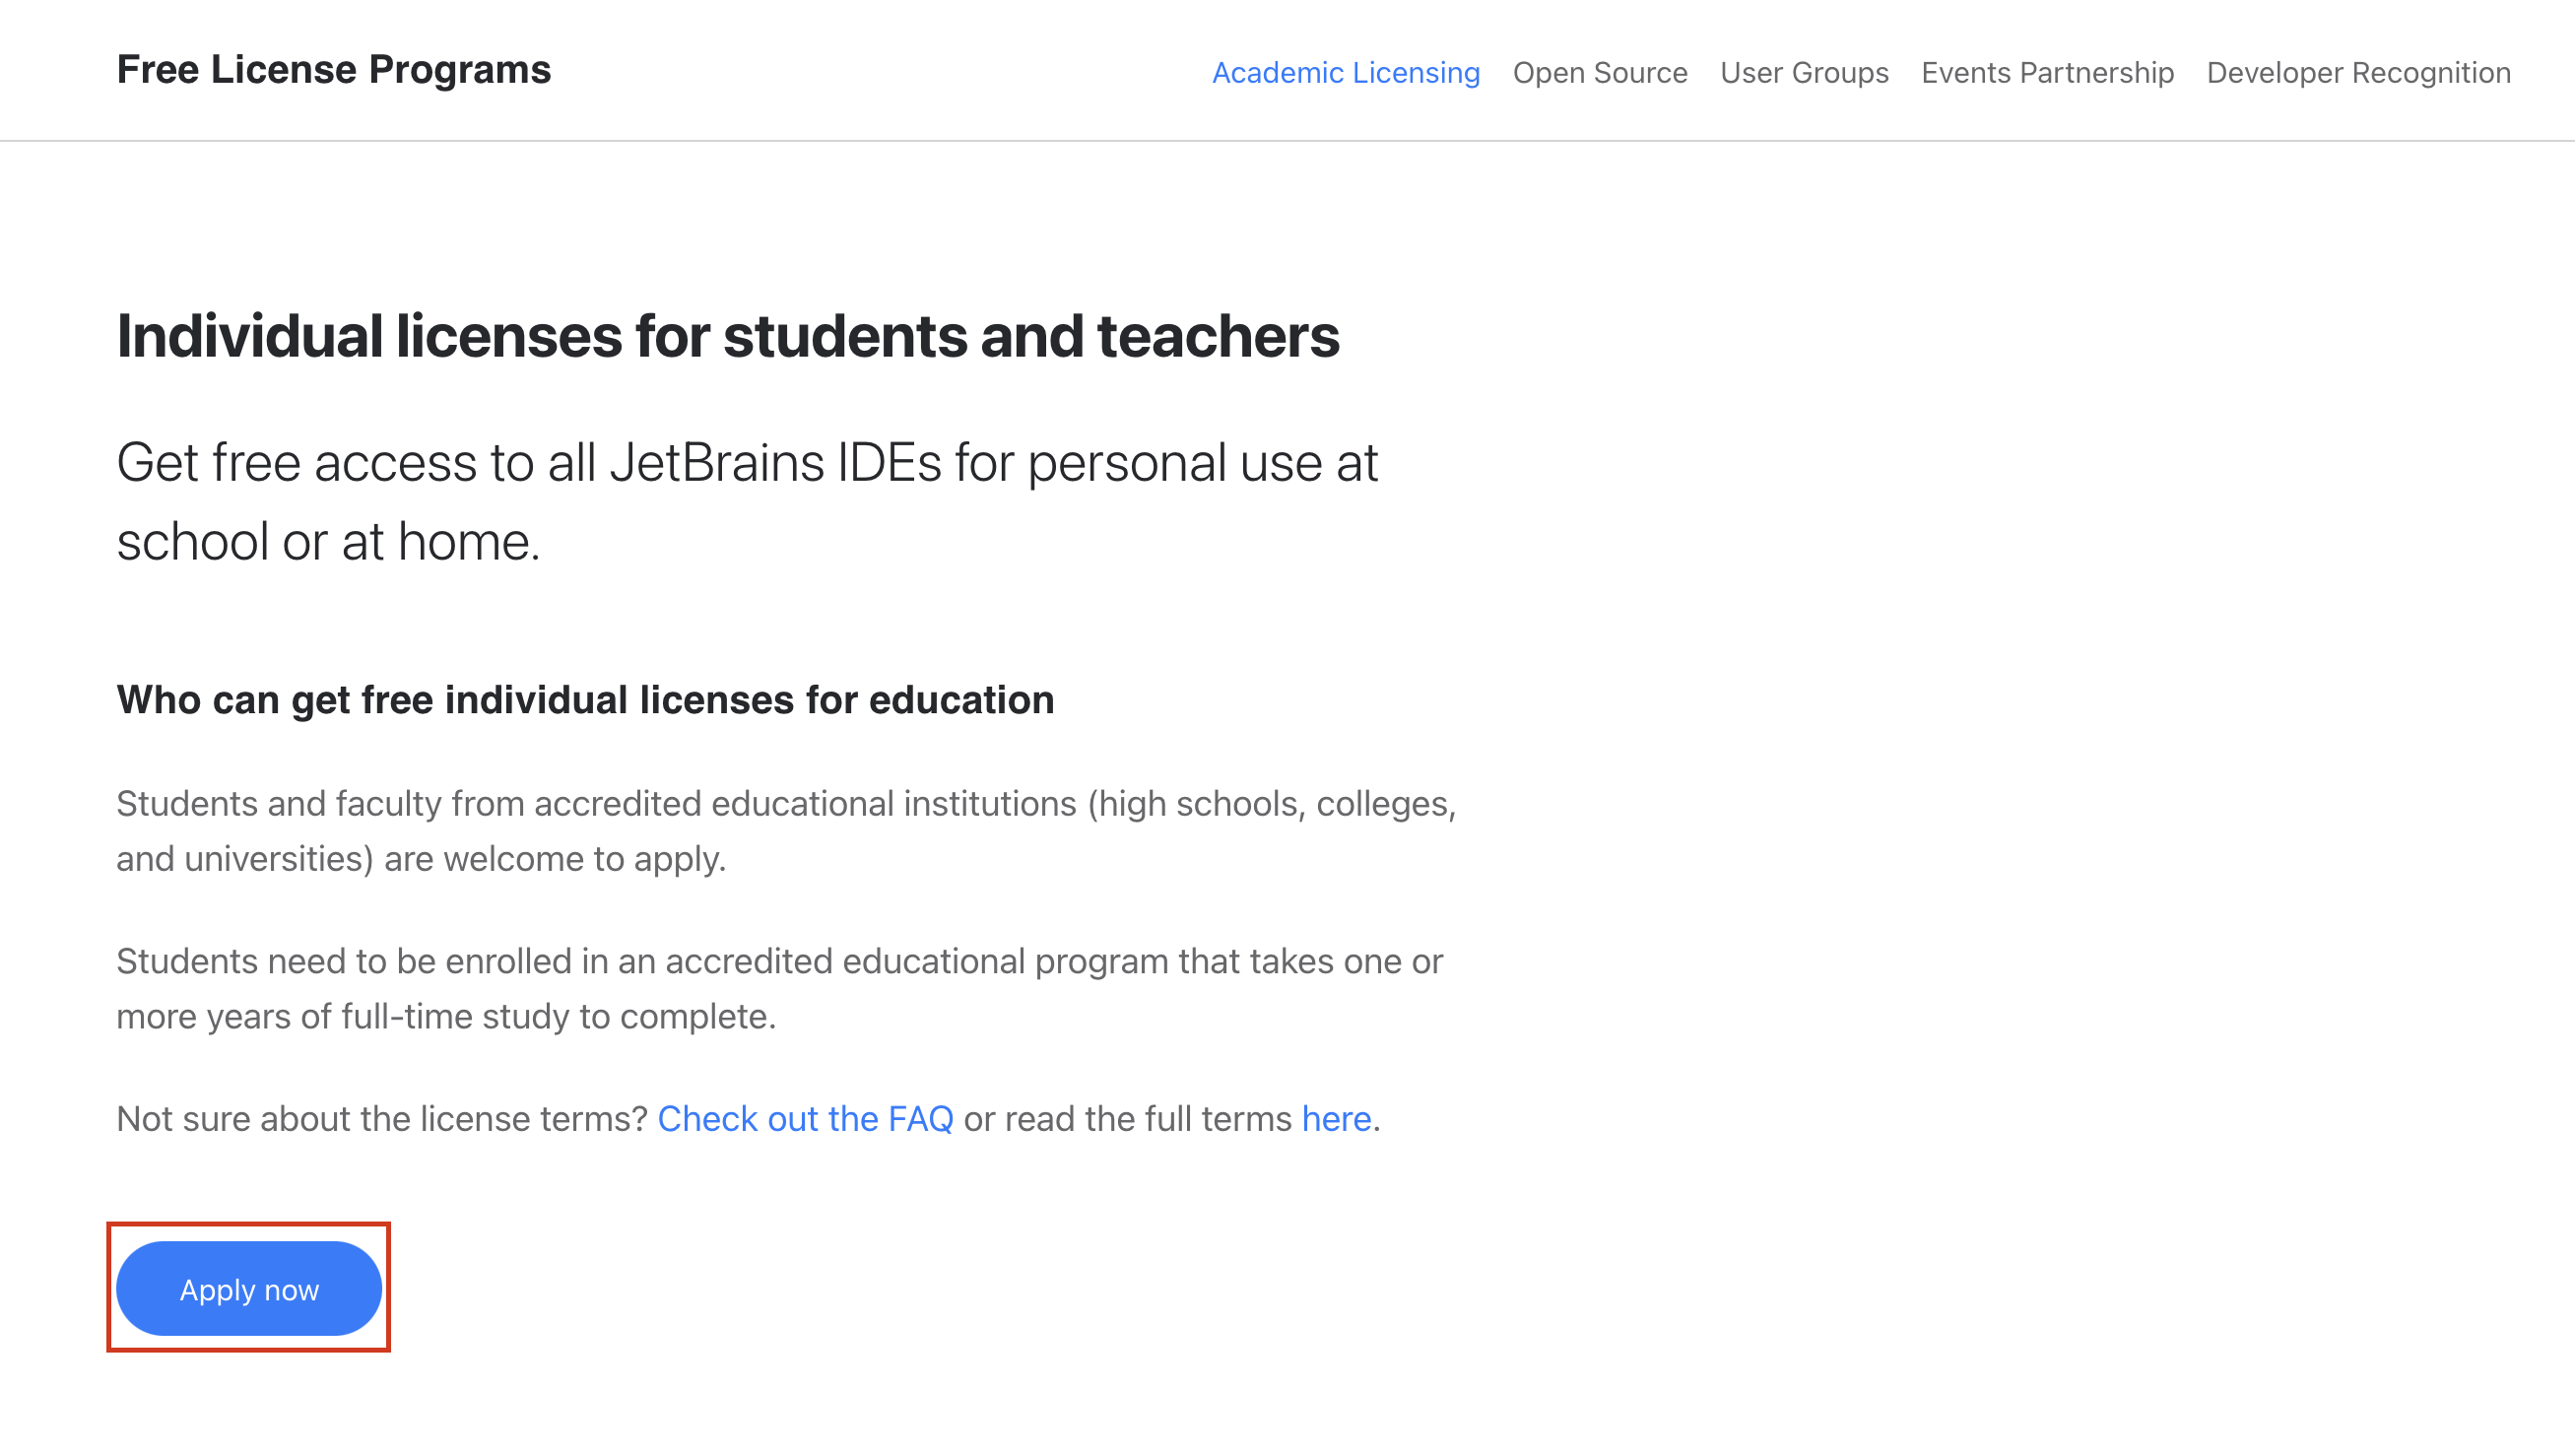 Free License Programs
Academic Licensing Open Source User Groups Events Partnership Developer Recognition
Individual licenses for students and teachers
Get free access to all JetBrains IDEs for personal use at
school or at home.
Who can get free individual licenses for education
Students and faculty from accredited educational institutions (high schools, colleges,
and universities) are welcome to apply.
Students need to be enrolled in an accredited educational program that takes one or
more years of full-time study to complete.
Not sure about the license terms? Check out the FAQ or read the full terms here.
Apply now